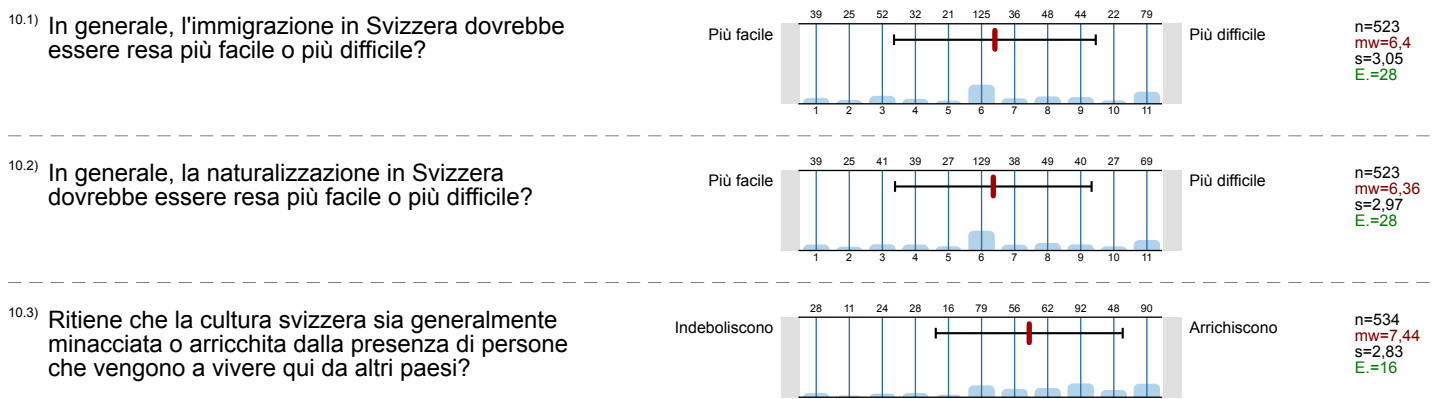 10.1) In generale, l'immigrazione in Svizzera dovrebbe
essere resa più facile o più difficile?
39 25 52 32 21 125 36 48 44 22 79
Più facile
Più difficile
1 2 3 4 5 6 7 8 9 10 11
n=523
mw=6,4
s=3,05
E.=28
10.2) In generale, la naturalizzazione in Svizzera
dovrebbe essere resa più facile o più difficile?
39 25 41 39 27 129 38 49 40 27 69
Più facile
Più difficile
1 2 3 4 5 6 7 8 9 10 11
n=523
mw=6,36
s=2,97
E.=28
10.3) Ritiene che la cultura svizzera sia generalmente
minacciata o arricchita dalla presenza di persone
che vengono a vivere qui da altri paesi?
28 11 24 28 16 79 56 62 92 48 90
Indeboliscono
Arrichiscono
n=534
mw=7,44
s=2,83
E.=16